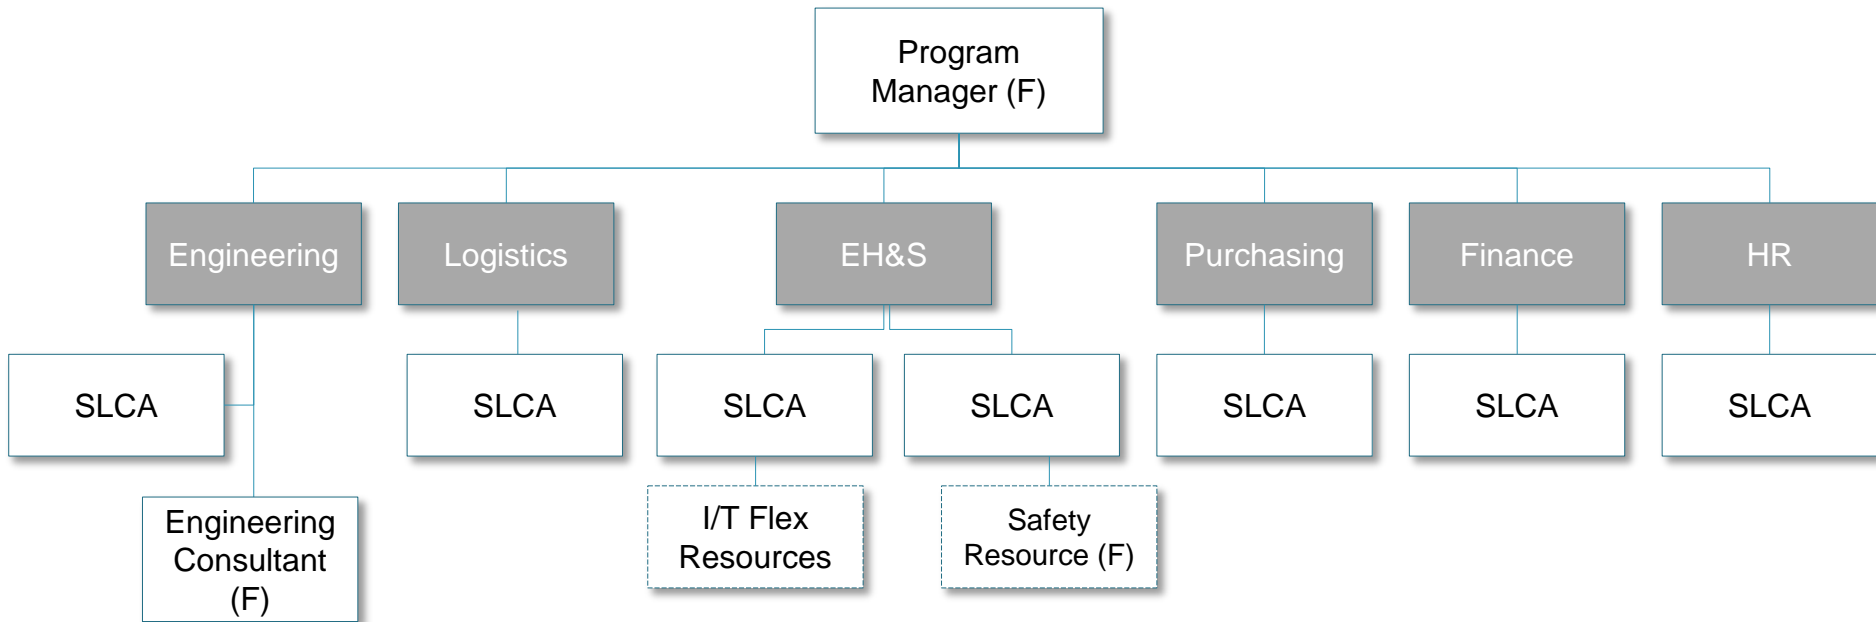 Program
Manager (F)
Engineering
Logistics
EH&S
Purchasing
Finance
HR
SLCA
SLCA
SLCA
SLCA
SLCA
SLCA
SLCA
Engineering
Consultant
(F)
I/T Flex
Resources
Safety
Resource (F)